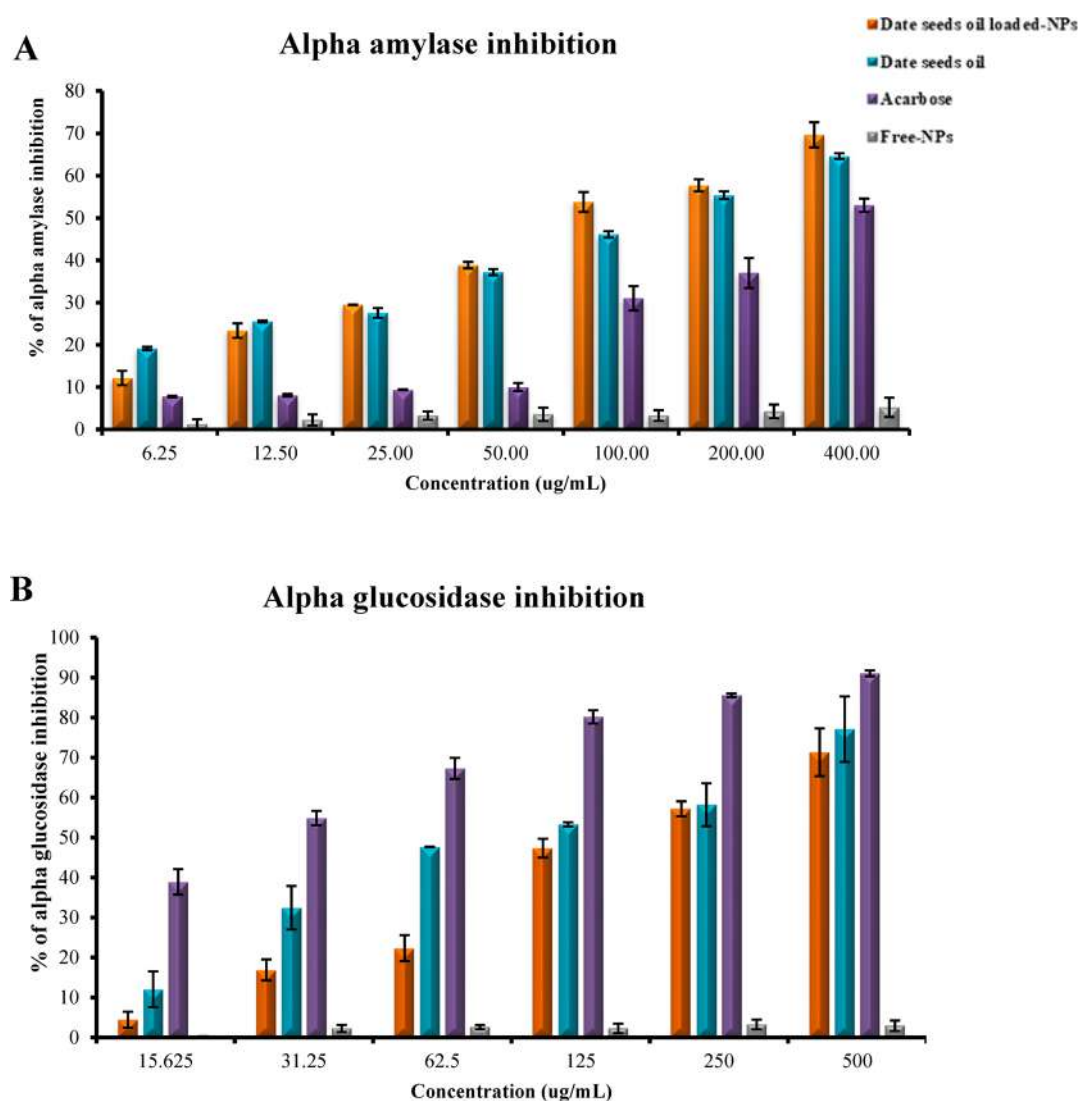 A
Alpha amylase inhibition
Date seeds oil loaded-NPs
Date seeds oil
Acarbose
Free-NPs
% of alpha amylase inhibition
80
70
60
50
40
30
20
10
0
6.25 12.50 25.00 50.00 100.00 200.00 400.00
Concentration (ug/mL)
B
Alpha glucosidase inhibition
% of alpha glucosidase inhibition
100
90
80
70
60
50
40
30
20
10
0
15.625 31.25 62.5 125 250 500
Concentration (ug/mL)